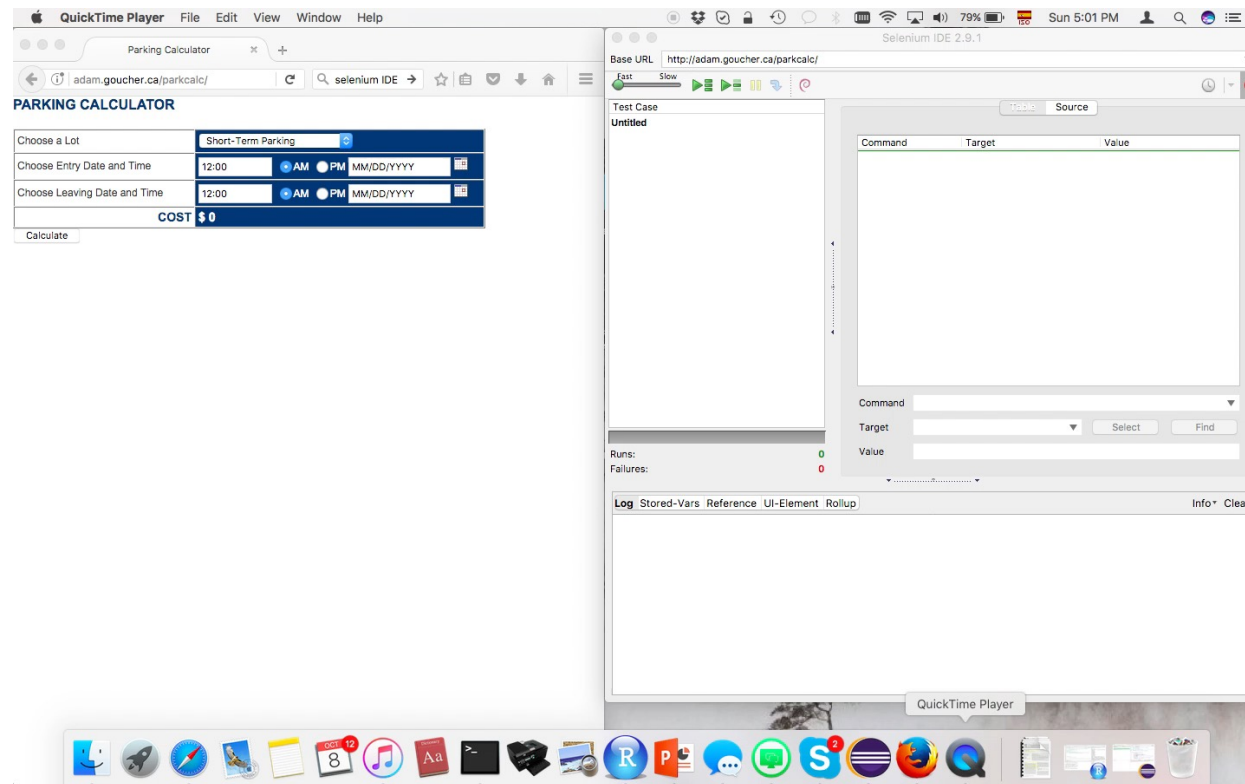 QuickTime Player File Edit View Window Help 79% ISO Sun 5:01 PM
Parking Calculator
adam.goucher.ca/parkcalc/ selenium IDE
PARKING CALCULATOR
Choose a Lot Short-Term Parking
Choose Entry Date and Time 12:00 AM PM MM/DD/YYYY
Choose Leaving Date and Time 12:00 AM PM MM/DD/YYYY
COST $ 0
Calculate
Selenium IDE 2.9.1
Base URL http://adam.goucher.ca/parkcalc/
Fast Slow
Test Case
Untitled
Table Source
Command Target Value
Command
Target Select Find
Value
Runs: 0
Failures: 0
Log Stored-Vars Reference UI-Element Rollup Info Clea
QuickTime Player
OCT 12
8
Dictionary
Aa
>_
R
P
S 2